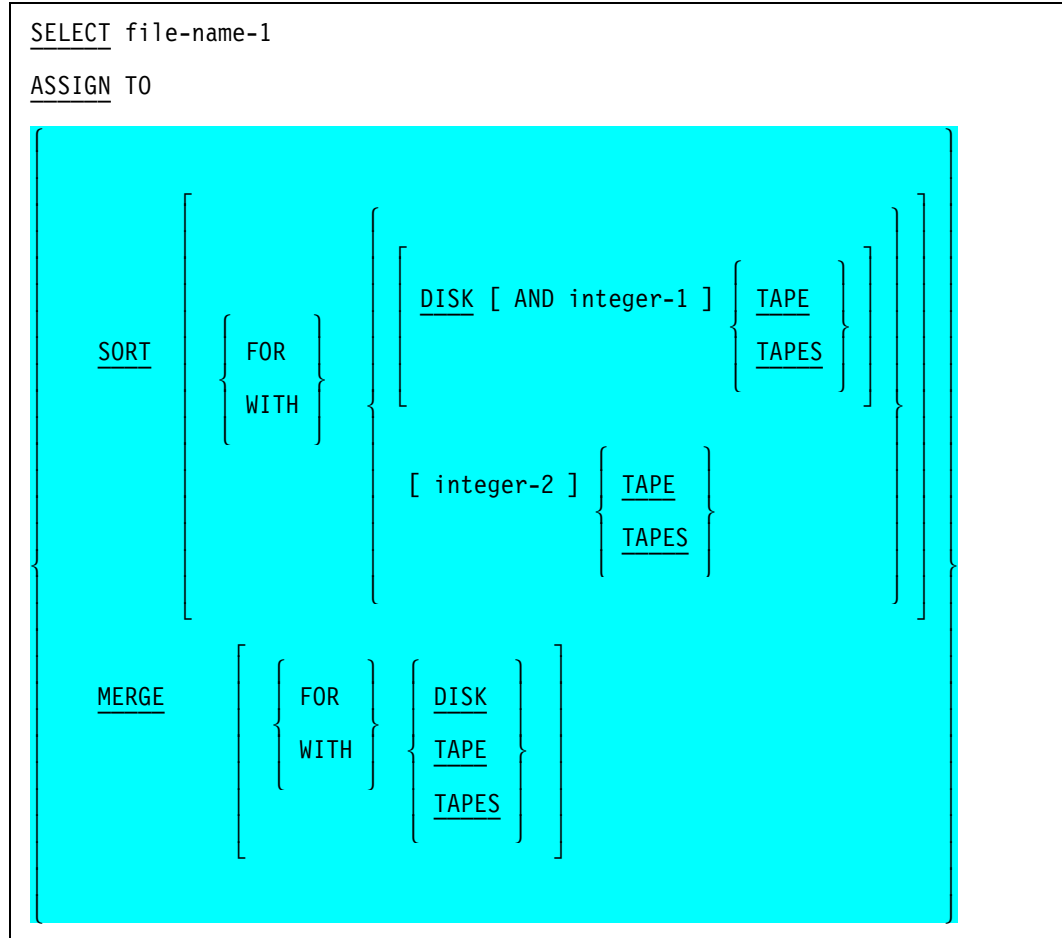 SELECT file-name-1
ASSIGN TO
DISK [ AND integer-1 ] TAPE
SORT FOR TAPES
WITH
[ integer-2 ] TAPE
TAPES
MERGE FOR DISK
WITH TAPE
TAPES